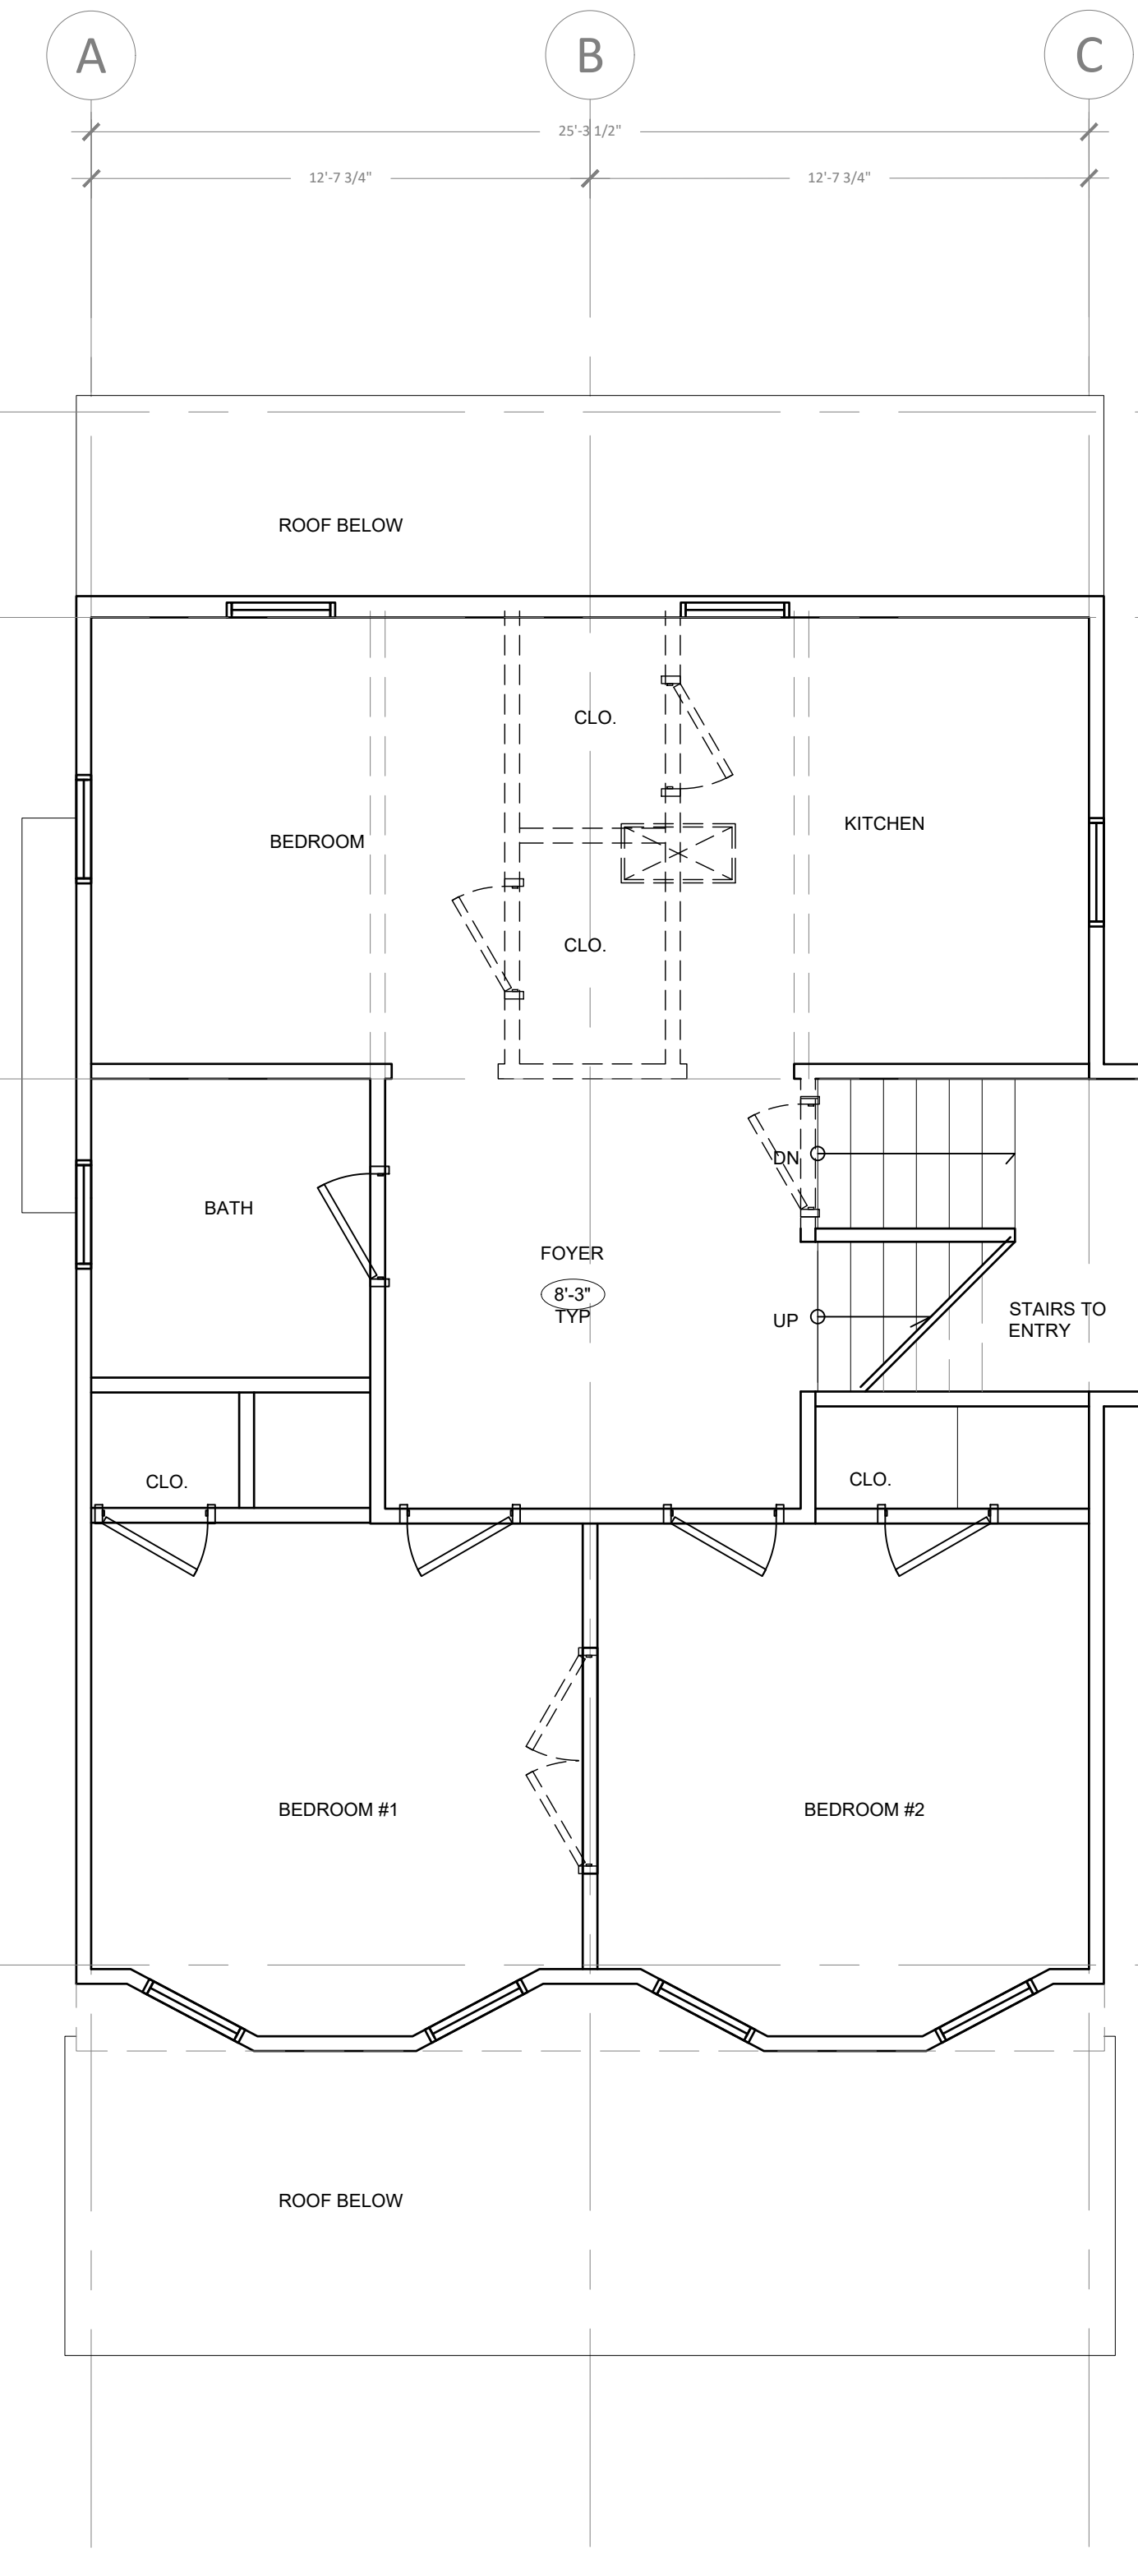 A B C
25'-3 1/2"
12'-7 3/4" 12'-7 3/4"
ROOF BELOW
CLO.
KITCHEN
BEDROOM
CLO.
DN
BATH
FOYER
8'-3"
TYP
UP
STAIRS TO
ENTRY
CLO.
CLO.
BEDROOM #1
BEDROOM #2
ROOF BELOW